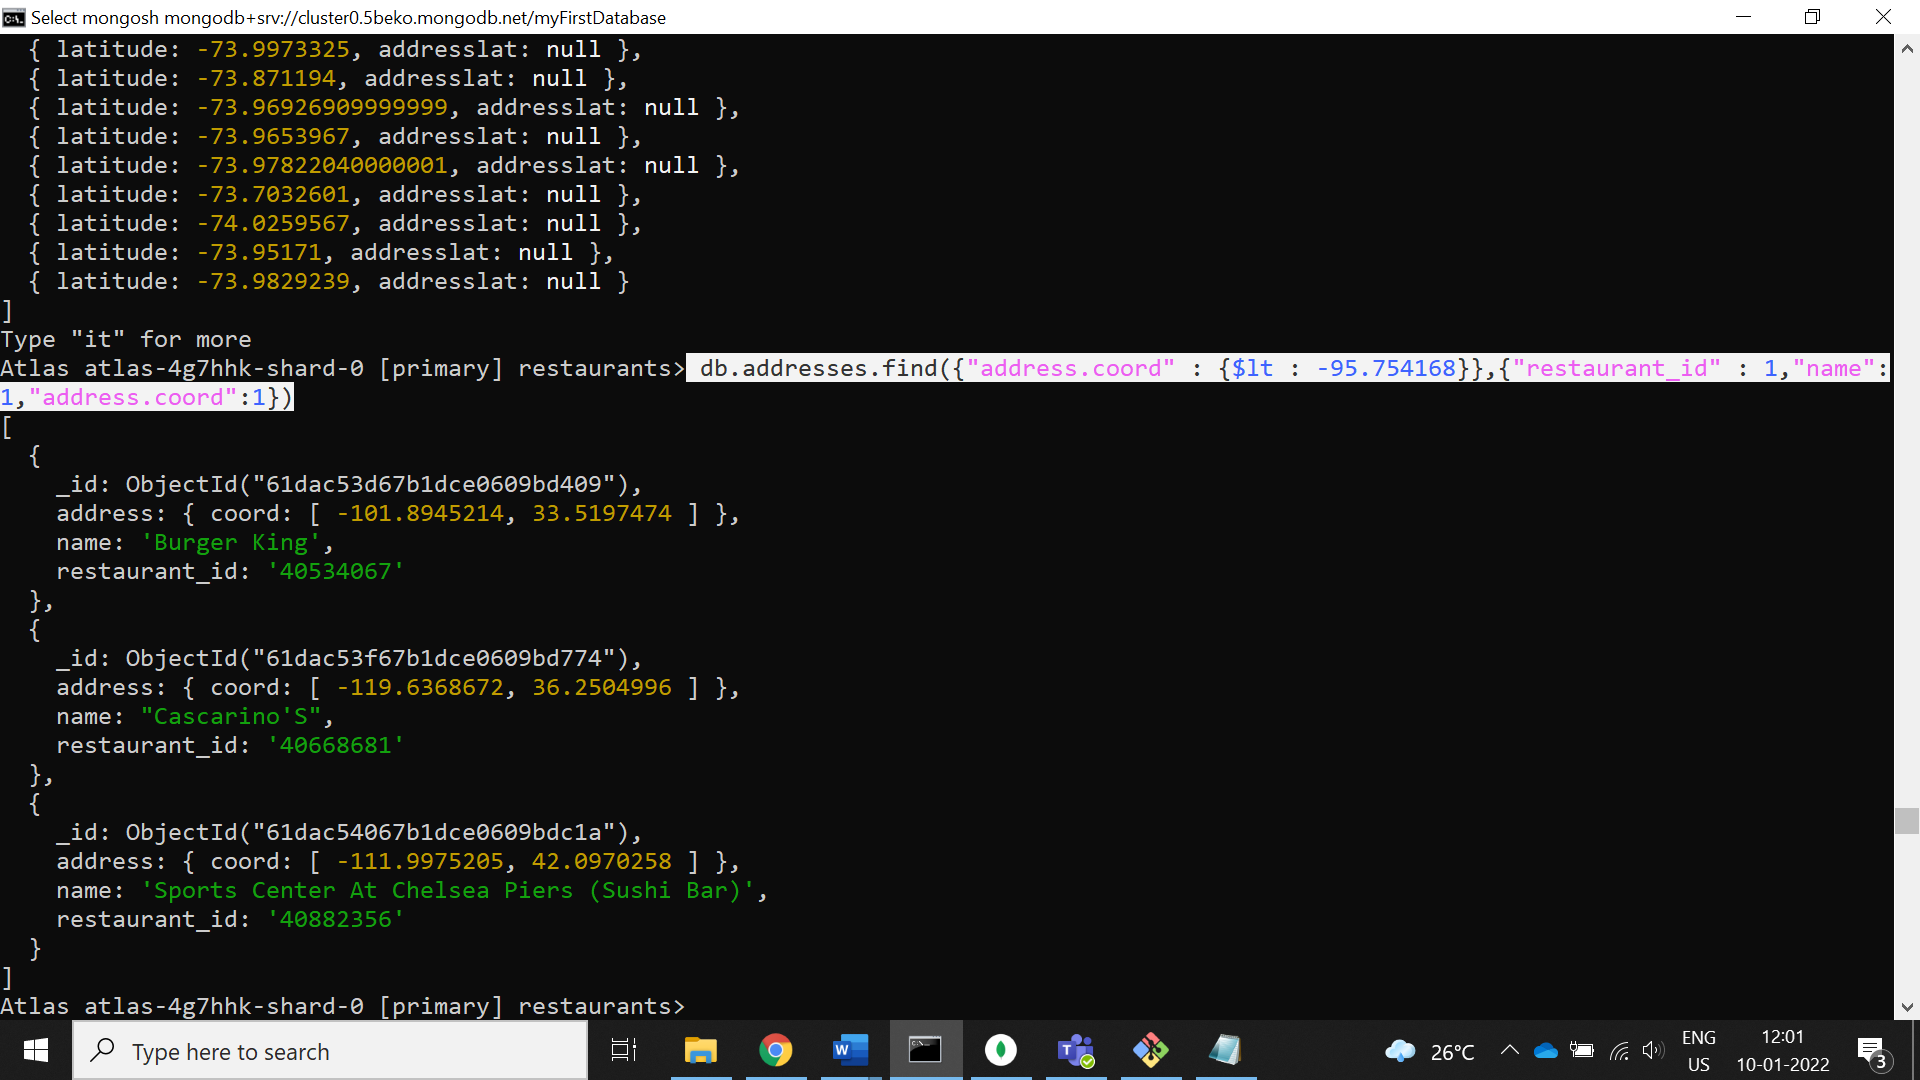 Select mongosh mongodb+srv://cluster0.5beko.mongodb.net/myFirstDatabase
  { latitude: -73.9973325, addresslat: null },
  { latitude: -73.871194, addresslat: null },
  { latitude: -73.96926909999999, addresslat: null },
  { latitude: -73.9653967, addresslat: null },
  { latitude: -73.97822040000001, addresslat: null },
  { latitude: -73.7032601, addresslat: null },
  { latitude: -74.0259567, addresslat: null },
  { latitude: -73.95171, addresslat: null },
  { latitude: -73.9829239, addresslat: null }
]
Type "it" for more
Atlas atlas-4g7hhk-shard-0 [primary] restaurants> db.addresses.find({"address.coord" : {$lt : -95.754168}},{"restaurant_id" : 1,"name":
1,"address.coord":1})
[
  {
    _id: ObjectId("61dac53d67b1dce0609bd409"),
    address: { coord: [ -101.8945214, 33.5197474 ] },
    name: 'Burger King',
    restaurant_id: '40534067'
  },
  {
    _id: ObjectId("61dac53f67b1dce0609bd774"),
    address: { coord: [ -119.6368672, 36.2504996 ] },
    name: "Cascarino'S",
    restaurant_id: '40668681'
  },
  {
    _id: ObjectId("61dac54067b1dce0609bdc1a"),
    address: { coord: [ -111.9975205, 42.0970258 ] },
    name: 'Sports Center At Chelsea Piers (Sushi Bar)',
    restaurant_id: '40882356'
  }
]
Atlas atlas-4g7hhk-shard-0 [primary] restaurants>
Type here to search
26°C
ENG
US
12:01
10-01-2022
3